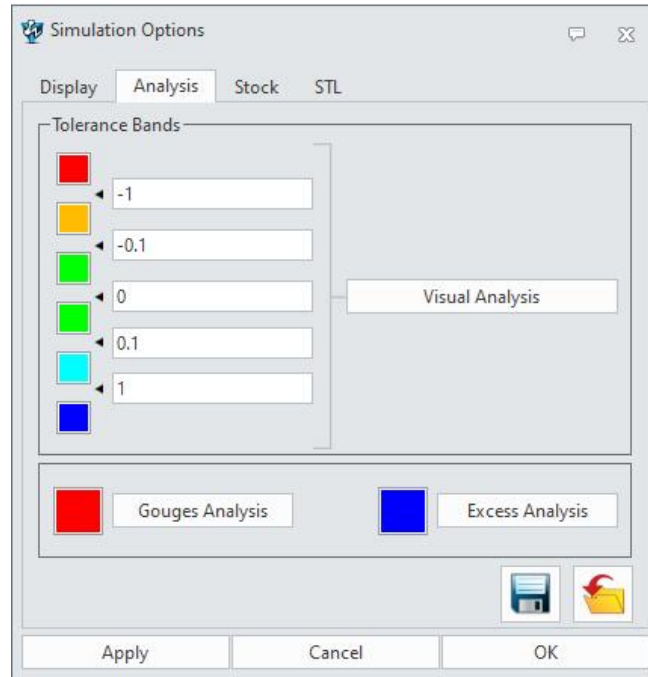 Simulation Options
Display Analysis Stock STL
Tolerance Bands
-1
-0.1
0
Visual Analysis
0.1
1
Gouges Analysis Excess Analysis
Apply Cancel OK